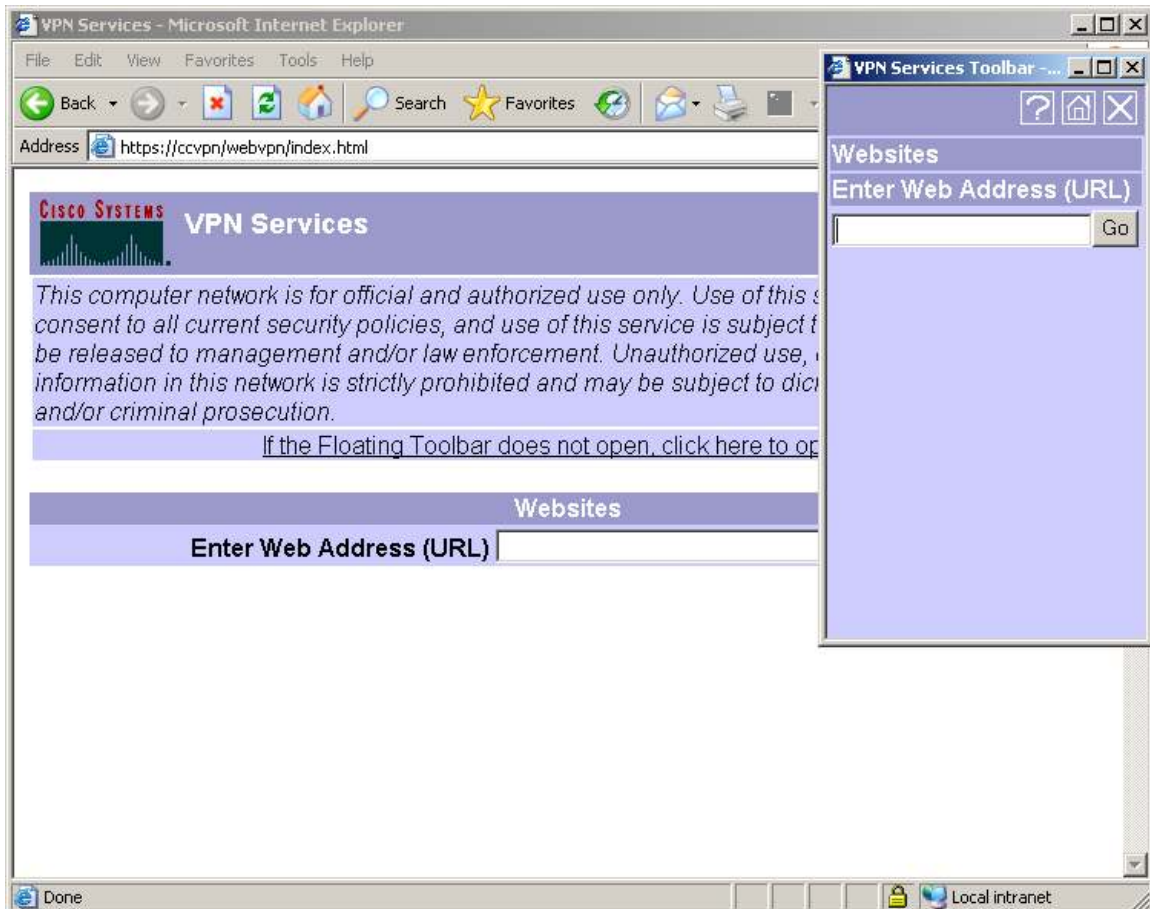 VPN Services - Microsoft Internet Explorer
File Edit View Favorites Tools Help
Back Search Favorites
Address https://ccvpn/webvpn/index.html
CISCO SYSTEMS
VPN Services
This computer network is for official and authorized use only. Use of this
consent to all current security policies, and use of this service is subject
be released to management and/or law enforcement. Unauthorized use,
information in this network is strictly prohibited and may be subject to
and/or criminal prosecution.
If the Floating Toolbar does not open, click here to
Websites
Enter Web Address (URL)
VPN Services Toolbar -...
Websites
Enter Web Address (URL)
Go
Done
Local intranet